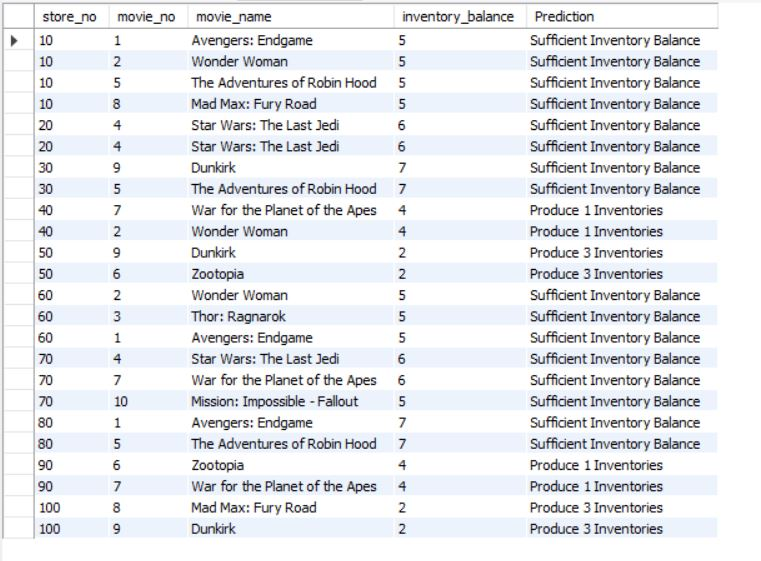 store_no movie_no movie_name inventory_balance Prediction
10 1 Avengers: Endgame 5 Sufficient Inventory Balance
10 2 Wonder Woman 5 Sufficient Inventory Balance
10 5 The Adventures of Robin Hood 5 Sufficient Inventory Balance
10 8 Mad Max: Fury Road 5 Sufficient Inventory Balance
20 4 Star Wars: The Last Jedi 6 Sufficient Inventory Balance
20 4 Star Wars: The Last Jedi 6 Sufficient Inventory Balance
30 9 Dunkirk 7 Sufficient Inventory Balance
30 5 The Adventures of Robin Hood 7 Sufficient Inventory Balance
40 7 War for the Planet of the Apes 4 Produce 1 Inventories
40 2 Wonder Woman 4 Produce 1 Inventories
50 9 Dunkirk 2 Produce 3 Inventories
50 6 Zootopia 2 Produce 3 Inventories
60 2 Wonder Woman 5 Sufficient Inventory Balance
60 3 Thor: Ragnarok 5 Sufficient Inventory Balance
60 1 Avengers: Endgame 5 Sufficient Inventory Balance
70 4 Star Wars: The Last Jedi 6 Sufficient Inventory Balance
70 7 War for the Planet of the Apes 6 Sufficient Inventory Balance
70 10 Mission: Impossible - Fallout 5 Sufficient Inventory Balance
80 1 Avengers: Endgame 7 Sufficient Inventory Balance
80 5 The Adventures of Robin Hood 7 Sufficient Inventory Balance
90 6 Zootopia 4 Produce 1 Inventories
90 7 War for the Planet of the Apes 4 Produce 1 Inventories
100 8 Mad Max: Fury Road 2 Produce 3 Inventories
100 9 Dunkirk 2 Produce 3 Inventories